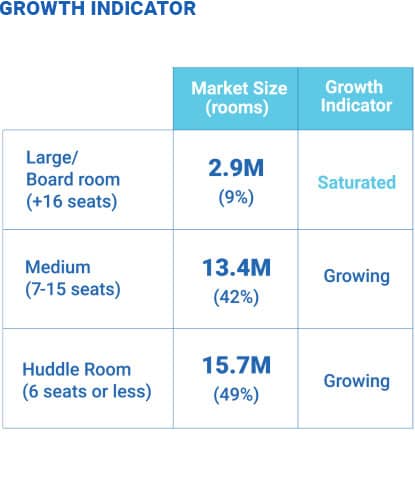 GROWTH INDICATOR
Market Size
(rooms)
Growth
Indicator
Large/
Board room
(+16 seats)
2.9M
(9%)
Saturated
Medium
(7-15 seats)
13.4M
(42%)
Growing
Huddle Room
(6 seats or less)
15.7M
(49%)
Growing